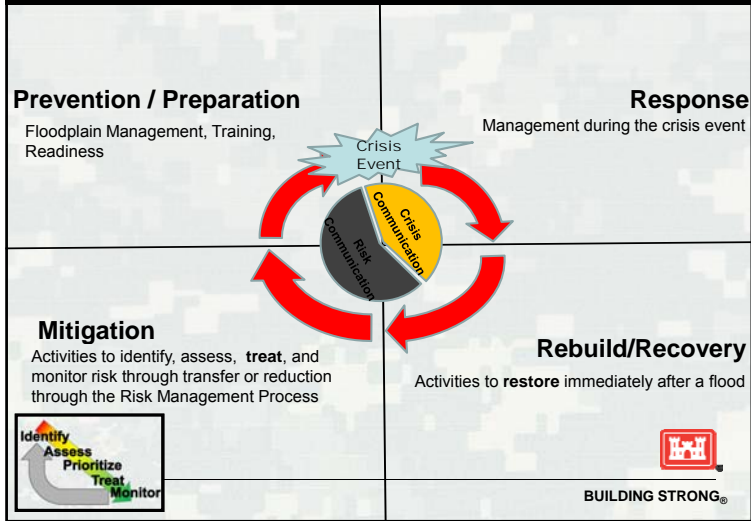 Prevention / Preparation
Floodplain Management, Training,
Readiness
Response
Management during the crisis event
Crisis
Event
Crisis
Communication
Risk
Communication
Mitigation
Activities to identify, assess, treat, and
monitor risk through transfer or reduction
through the Risk Management Process
Rebuild/Recovery
Activities to restore immediately after a flood
Identify
Assess
Prioritize
Treat
Monitor
BUILDING STRONG®